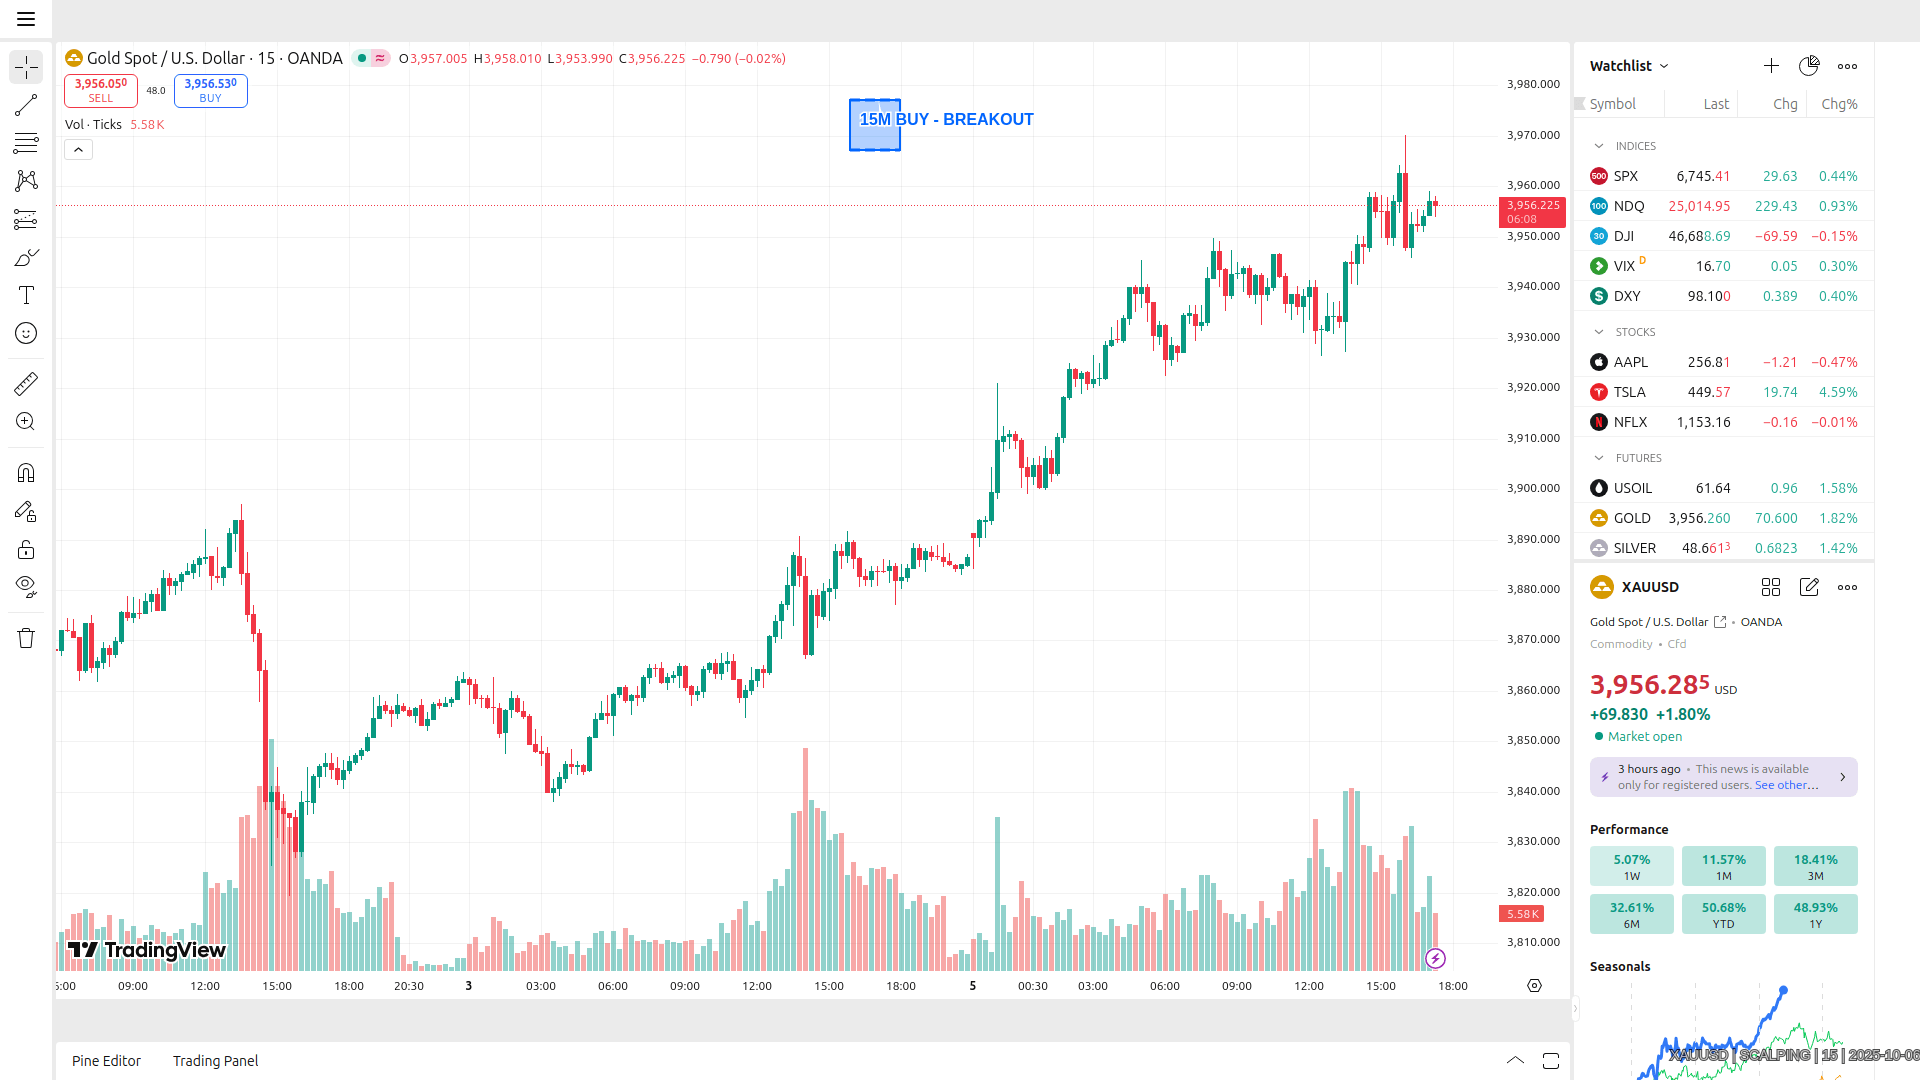 Gold Spot / U.S. Dollar · 15 · OANDA O3,957.005 H3,958.010 L3,953.990 C3,956.225 −0.790 (−0.02%)
3,956.050 SELL 48.0 3,956.530 BUY
Vol · Ticks 5.58 K
15M BUY - BREAKOUT
3,980.000
3,970.000
3,960.000
3,956.225
06:08
3,950.000
3,940.000
3,930.000
3,920.000
3,910.000
3,900.000
3,890.000
3,880.000
3,870.000
3,860.000
3,850.000
3,840.000
3,830.000
3,820.000
5.58 K
3,810.000
TradingView
09:00 12:00 15:00 18:00 20:30 3 03:00 06:00 09:00 12:00 15:00 18:00 5 00:30 03:00 06:00 09:00 12:00 15:00 18:00
Pine Editor Trading Panel
Watchlist
Symbol Last Chg Chg%
INDICES
500 SPX 6,745.41 29.63 0.44%
100 NDQ 25,014.95 229.43 0.93%
30 DJI 46,688.69 −69.59 −0.15%
VIX D 16.70 0.05 0.30%
$ DXY 98.100 0.389 0.40%
STOCKS
AAPL 256.81 −1.21 −0.47%
TSLA 449.57 19.74 4.59%
N NFLX 1,153.16 −0.16 −0.01%
FUTURES
USOIL 61.64 0.96 1.58%
GOLD 3,956.260 70.600 1.82%
SILVER 48.6613 0.6823 1.42%
XAUUSD
Gold Spot / U.S. Dollar • OANDA
Commodity • Cfd
3,956.285 USD
+69.830 +1.80%
Market open
3 hours ago • This news is available
only for registered users. See other…
Performance
5.07% 11.57% 18.41%
1W 1M 3M
32.61% 50.68% 48.93%
6M YTD 1Y
Seasonals
XAUUSD | SCALPING | 15 | 2025-10-06